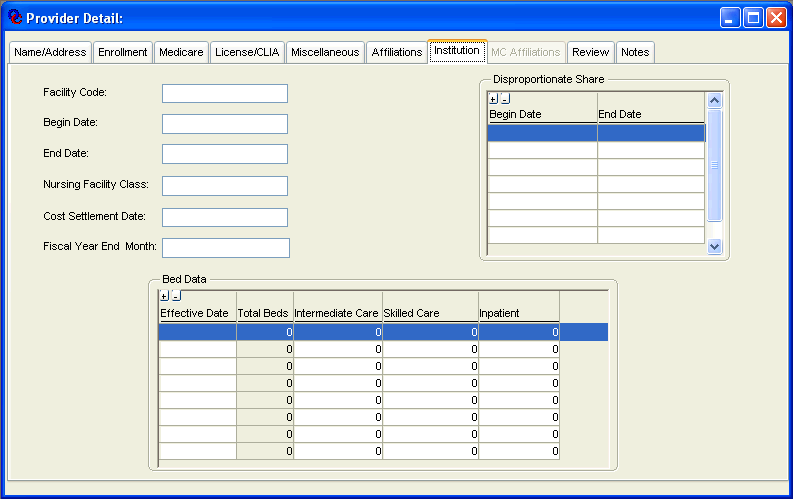 Provider Detail:
Name/Address Enrollment Medicare License/CLIA Miscellaneous Affiliations Institution MC Affiliations Review Notes
Facility Code:
Begin Date:
End Date:
Nursing Facility Class:
Cost Settlement Date:
Fiscal Year End  Month:
Disproportionate Share
+ -
Begin Date End Date
Bed Data
+ -
Effective Date Total Beds Intermediate Care Skilled Care Inpatient
0 0 0 0
0 0 0 0
0 0 0 0
0 0 0 0
0 0 0 0
0 0 0 0
0 0 0 0
0 0 0 0